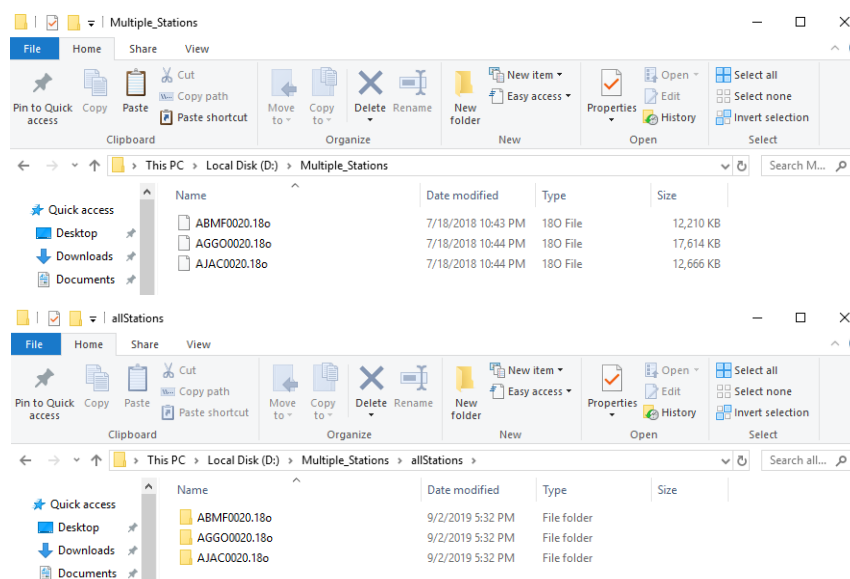 Multiple_Stations
File Home Share View
Pin to Quick access Copy Paste Cut Copy path Paste shortcut Move to Copy to Delete Rename New folder New item Easy access Properties Open Edit History Select all Select none Invert selection
Clipboard Organize New Open Select
This PC > Local Disk (D:) > Multiple_Stations Search M...
Name Date modified Type Size
Quick access
ABMF0020.18o 7/18/2018 10:43 PM 18O File 12,210 KB
Desktop
AGGO0020.18o 7/18/2018 10:44 PM 18O File 17,614 KB
Downloads
AJAC0020.18o 7/18/2018 10:44 PM 18O File 12,666 KB
Documents
allStations
File Home Share View
Pin to Quick access Copy Paste Cut Copy path Paste shortcut Move to Copy to Delete Rename New folder New item Easy access Properties Open Edit History Select all Select none Invert selection
Clipboard Organize New Open Select
This PC > Local Disk (D:) > Multiple_Stations > allStations > Search all...
Name Date modified Type Size
Quick access
ABMF0020.18o 9/2/2019 5:32 PM File folder
Desktop
AGGO0020.18o 9/2/2019 5:32 PM File folder
Downloads
AJAC0020.18o 9/2/2019 5:32 PM File folder
Documents